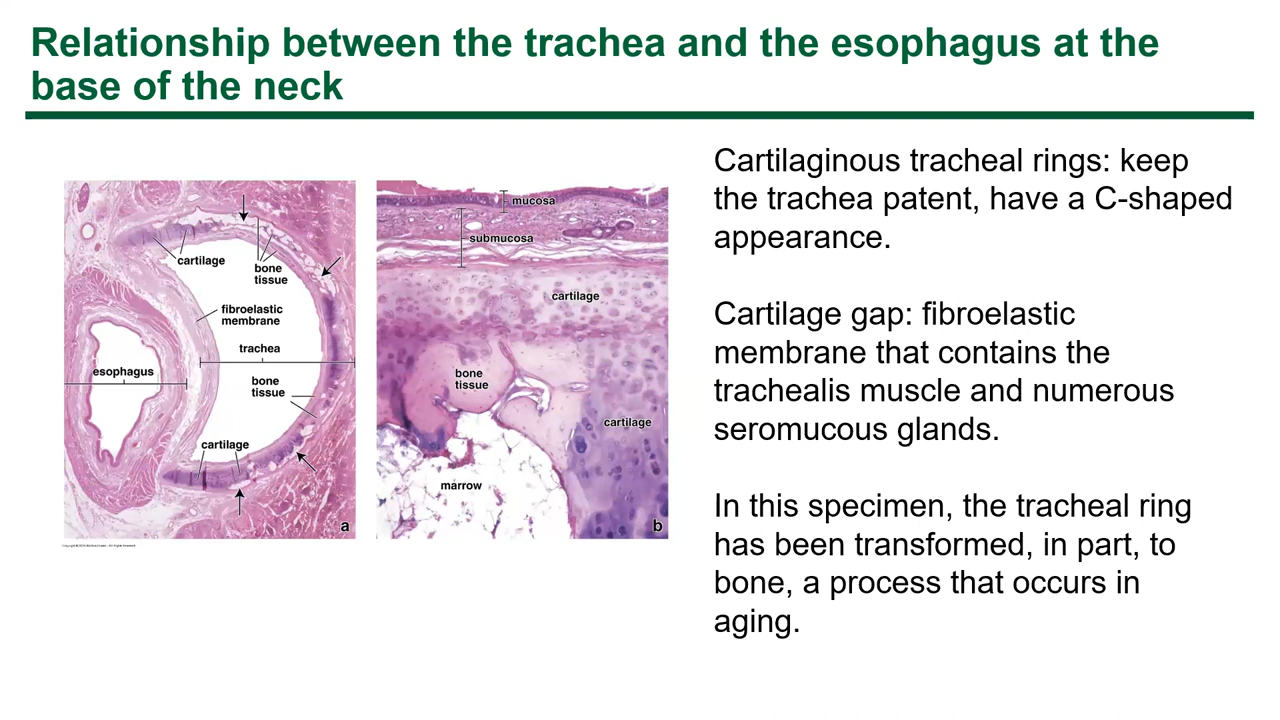 Relationship between the trachea and the esophagus at the
base of the neck
cartilage
bone
tissue
fibroelastic
membrane
trachea
esophagus
bone
tissue
cartilage
a
mucosa
submucosa
cartilage
bone
tissue
cartilage
marrow
b
Cartilaginous tracheal rings: keep
the trachea patent, have a C-shaped
appearance.
Cartilage gap: fibroelastic
membrane that contains the
trachealis muscle and numerous
seromucous glands.
In this specimen, the tracheal ring
has been transformed, in part, to
bone, a process that occurs in
aging.